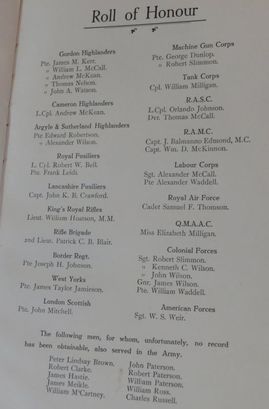 Roll of Honour
Gordon Highlanders
Pte. James M. Kerr.
„ William L. McCall.
„ Andrew McKean.
„ Thomas Nelson.
„ John A. Watson.
Cameron Highlanders
L.Cpl. Andrew McKean.
Argyle & Sutherland Highlanders
Pte Edward Robertson.
„ Alexander Wilson.
Royal Fusiliers
L. Cpl. Robert W. Bell.
Pte. Frank Leith
Lancashire Fusiliers
Capt. John K. B. Crawford.
King's Royal Rifles
Lieut. William Houston, M.M.
Rifle Brigade
2nd Lieut. Patrick C. B. Blair.
Border Regt.
Pte Joseph H. Johnson.
West Yorks
Pte. James Taylor Jamieson.
London Scottish
Pte. John Mitchell.
Machine Gun Corps
Pte. George Dunlop.
„ Robert Slimmon.
Tank Corps
Cpl. William Milligan.
R.A.S.C.
L.Cpl. Orlando Johnson.
Dvr. Thomas McCall.
R.A.M.C.
Capt. J. Balmanno Edmond, M.C.
Capt. Wm. D. McKinnon.
Labour Corps
Sgt. Alexander McCall.
Pte Alexander Waddell.
Royal Air Force
Cadet Samuel F. Thomson.
Q.M.A.A.C.
Miss Elizabeth Milligan.
Colonial Forces
Sgt. Robert Slimmon.
„ Kenneth C. Wilson.
„ John Wilson.
Gnr. James Wilson.
Pte. William Waddell.
American Forces
Sgt. W. S. Weir.
The following men, for whom, unfortunately, no record
has been obtainable, also served in the Army.
Peter Lindsay Brown.
Robert Clarke.
James Hastie.
James Meikle.
William M'Cartney.
John Paterson.
Robert Paterson.
William Paterson.
William Ross.
Charles Russell.